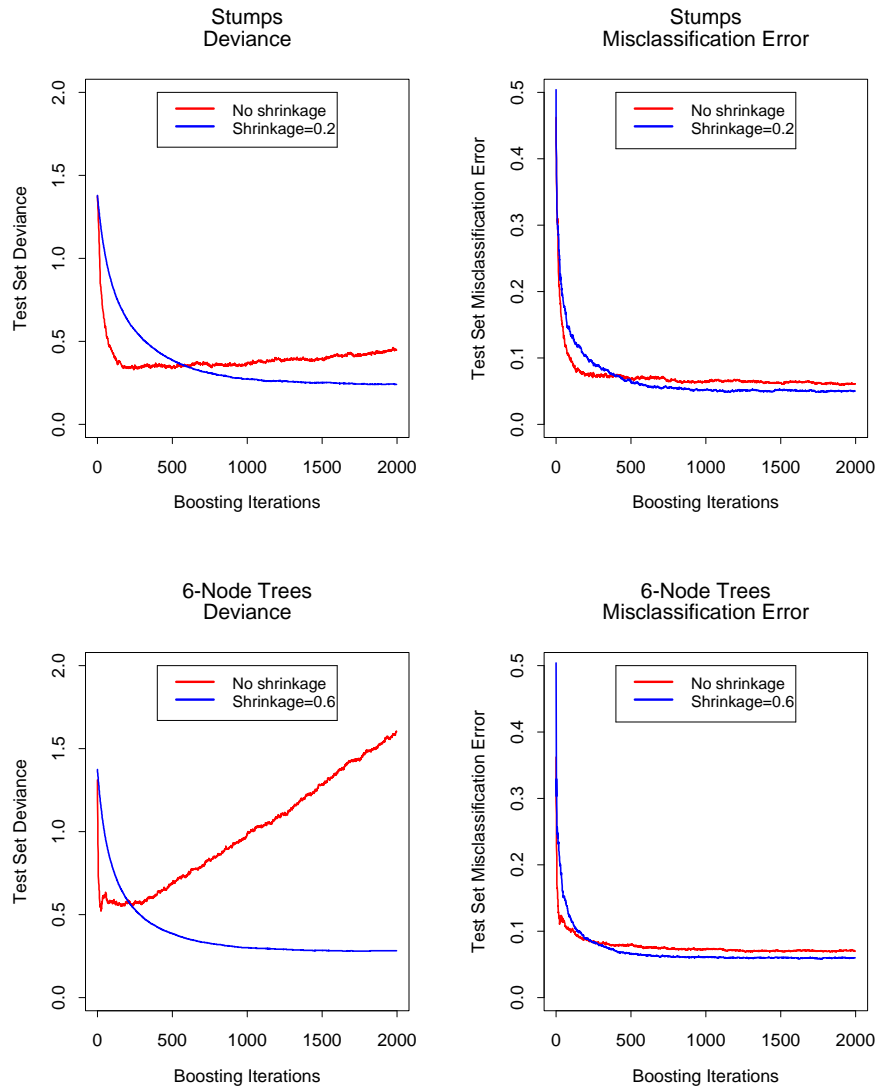 Stumps
Deviance
Test Set Deviance
2.0
1.5
1.0
0.5
0.0
No shrinkage
Shrinkage=0.2
0 500 1000 1500 2000
Boosting Iterations
Stumps
Misclassification Error
Test Set Misclassification Error
0.5
0.4
0.3
0.2
0.1
0.0
No shrinkage
Shrinkage=0.2
0 500 1000 1500 2000
Boosting Iterations
6-Node Trees
Deviance
Test Set Deviance
2.0
1.5
1.0
0.5
0.0
No shrinkage
Shrinkage=0.6
0 500 1000 1500 2000
Boosting Iterations
6-Node Trees
Misclassification Error
Test Set Misclassification Error
0.5
0.4
0.3
0.2
0.1
0.0
No shrinkage
Shrinkage=0.6
0 500 1000 1500 2000
Boosting Iterations